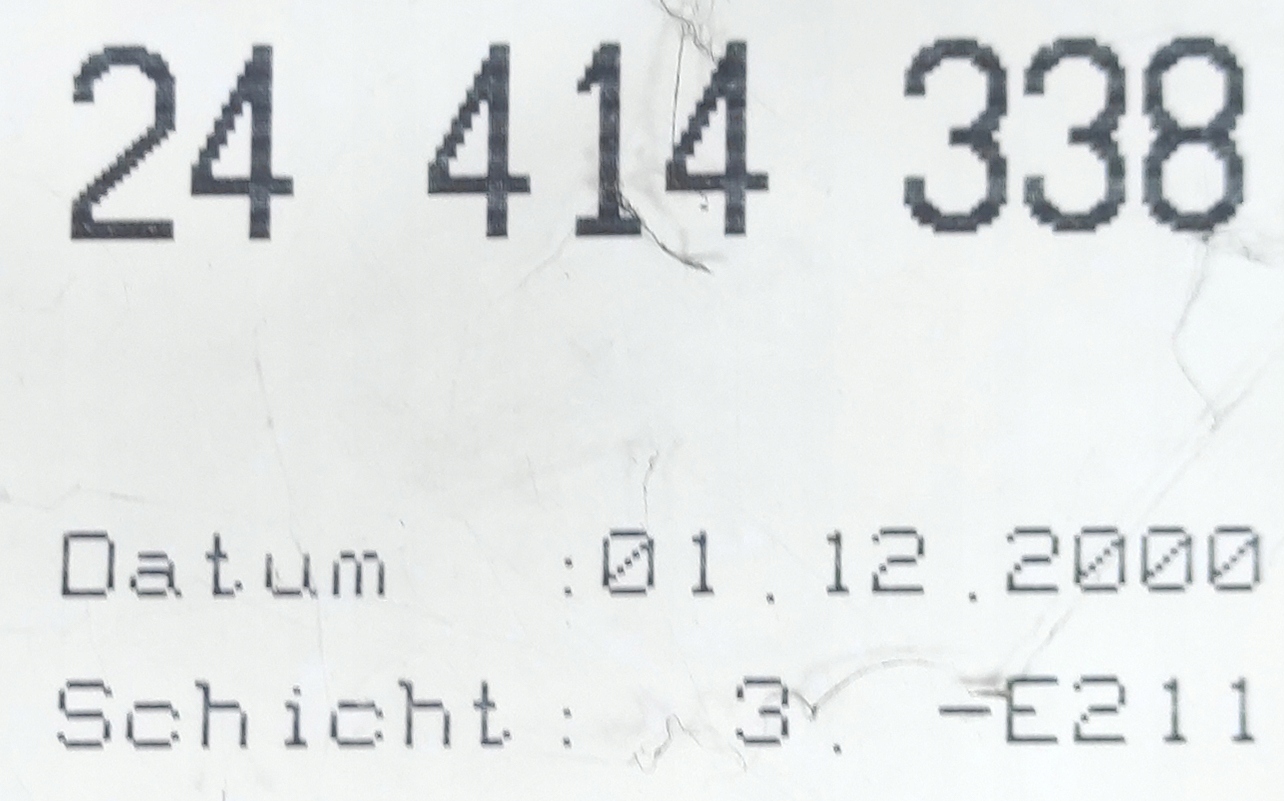 24 414 338
Datum :01.12.2000
Schicht: 3. -E211